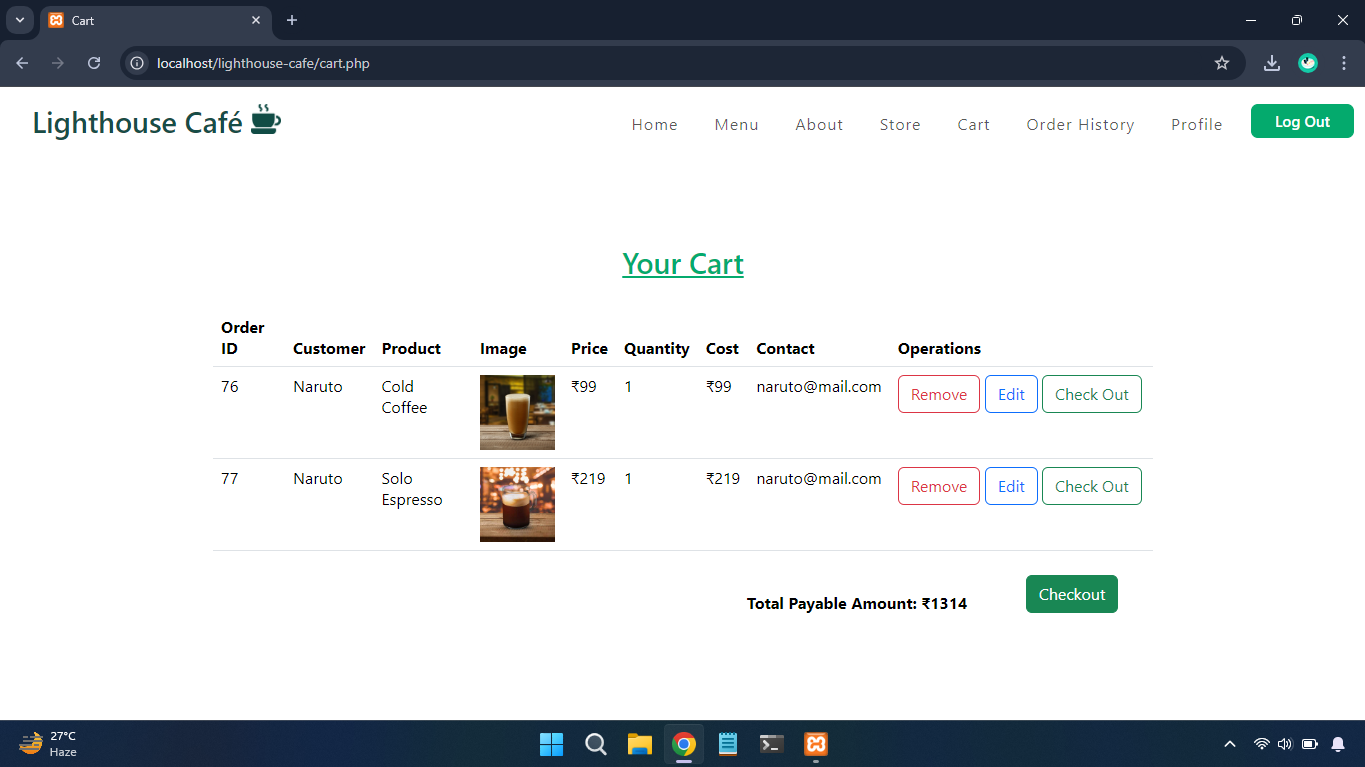 Cart
localhost/lighthouse-cafe/cart.php
Lighthouse Café
Home Menu About Store Cart Order History Profile Log Out
Your Cart
Order ID Customer Product Image Price Quantity Cost Contact Operations
76 Naruto Cold Coffee ₹99 1 ₹99 naruto@mail.com Remove Edit Check Out
77 Naruto Solo Espresso ₹219 1 ₹219 naruto@mail.com Remove Edit Check Out
Total Payable Amount: ₹1314 Checkout
27°C
Haze